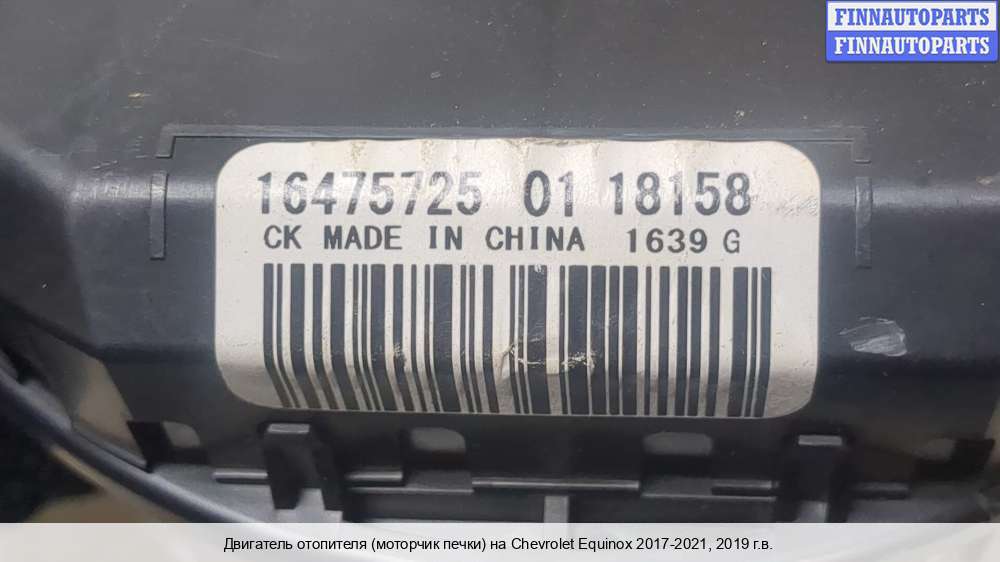 FINNAUTOPARTS
FINNAUTOPARTS
16475725 01 18158
CK MADE IN CHINA 1639 G
Двигатель отопителя (моторчик печки) на Chevrolet Equinox 2017-2021, 2019 г.в.